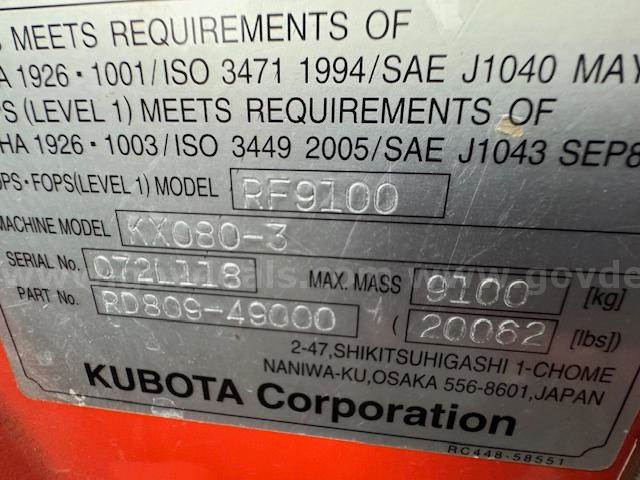 S MEETS REQUIREMENTS OF
HA 1926・1001/ISO 3471 1994/SAE J1040 MAY
PS (LEVEL 1) MEETS REQUIREMENTS OF
HA 1926・1003/ISO 3449 2005/SAE J1043 SEP8
OPS・FOPS(LEVEL 1) MODEL RF9100
MACHINE MODEL KX080-3
SERIAL No. 072L118 MAX. MASS 9100 [kg]
PART No. RD809-49000 ( 20062 [lbs])
2-47,SHIKITSUHIGASHI 1-CHOME
NANIWA-KU,OSAKA 556-8601,JAPAN
KUBOTA Corporation
RC448-58551